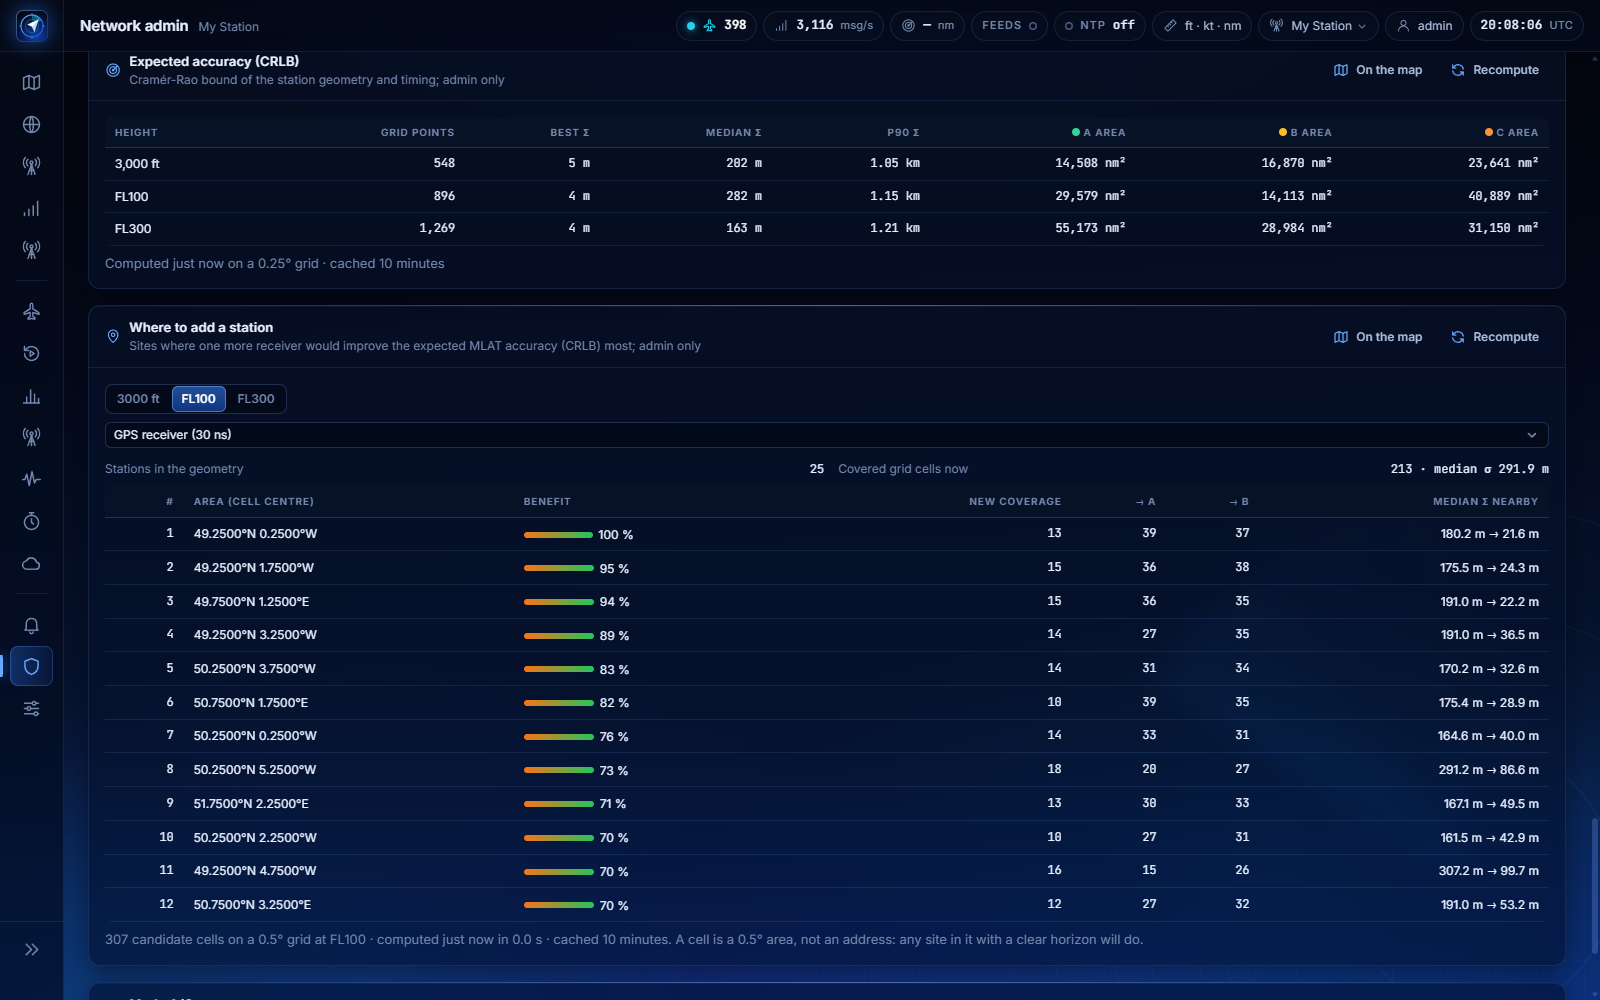 Network admin My Station 398 3,116 msg/s – nm FEEDS NTP off ft · kt · nm My Station admin 20:08:06 UTC
Expected accuracy (CRLB)
Cramér-Rao bound of the station geometry and timing; admin only
On the map Recompute
HEIGHT GRID POINTS BEST Σ MEDIAN Σ P90 Σ A AREA B AREA C AREA
3,000 ft 548 5 m 202 m 1.05 km 14,508 nm² 16,870 nm² 23,641 nm²
FL100 896 4 m 282 m 1.15 km 29,579 nm² 14,113 nm² 40,889 nm²
FL300 1,269 4 m 163 m 1.21 km 55,173 nm² 28,984 nm² 31,150 nm²
Computed just now on a 0.25° grid · cached 10 minutes
Where to add a station
Sites where one more receiver would improve the expected MLAT accuracy (CRLB) most; admin only
On the map Recompute
3000 ft FL100 FL300
GPS receiver (30 ns)
Stations in the geometry 25 Covered grid cells now 213 · median σ 291.9 m
# AREA (CELL CENTRE) BENEFIT NEW COVERAGE → A → B MEDIAN Σ NEARBY
1 49.2500°N 0.2500°W 100 % 13 39 37 180.2 m → 21.6 m
2 49.2500°N 1.7500°W 95 % 15 36 38 175.5 m → 24.3 m
3 49.7500°N 1.2500°E 94 % 15 36 35 191.0 m → 22.2 m
4 49.2500°N 3.2500°W 89 % 14 27 35 191.0 m → 36.5 m
5 50.2500°N 3.7500°W 83 % 14 31 34 170.2 m → 32.6 m
6 50.7500°N 1.7500°E 82 % 10 39 35 175.4 m → 28.9 m
7 50.2500°N 0.2500°W 76 % 14 33 31 164.6 m → 40.0 m
8 50.2500°N 5.2500°W 73 % 18 20 27 291.2 m → 86.6 m
9 51.7500°N 2.2500°E 71 % 13 30 33 167.1 m → 49.5 m
10 50.2500°N 2.2500°W 70 % 10 27 31 161.5 m → 42.9 m
11 49.2500°N 4.7500°W 70 % 16 15 26 307.2 m → 99.7 m
12 50.7500°N 3.2500°E 70 % 12 27 32 191.0 m → 53.2 m
307 candidate cells on a 0.5° grid at FL100 · computed just now in 0.0 s · cached 10 minutes. A cell is a 0.5° area, not an address: any site in it with a clear horizon will do.